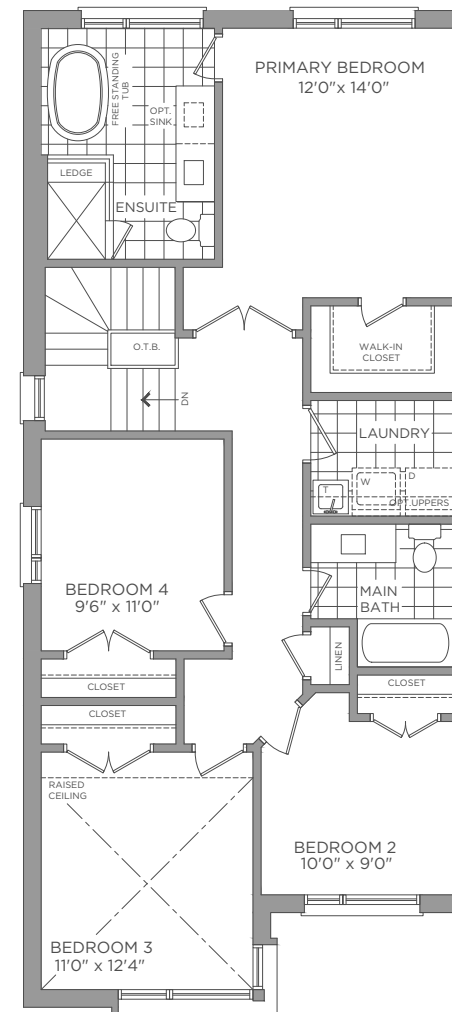 PRIMARY BEDROOM
12'0"x 14'0"
FREE STANDING
TUB
OPT.
SINK
LEDGE
ENSUITE
O.T.B.
WALK-IN
CLOSET
DN
LAUNDRY
T
W
D
OPT.UPPERS
BEDROOM 4
9'6" x 11'0"
MAIN
BATH
LINEN
CLOSET
CLOSET
CLOSET
RAISED
CEILING
BEDROOM 2
10'0" x 9'0"
BEDROOM 3
11'0" x 12'4"